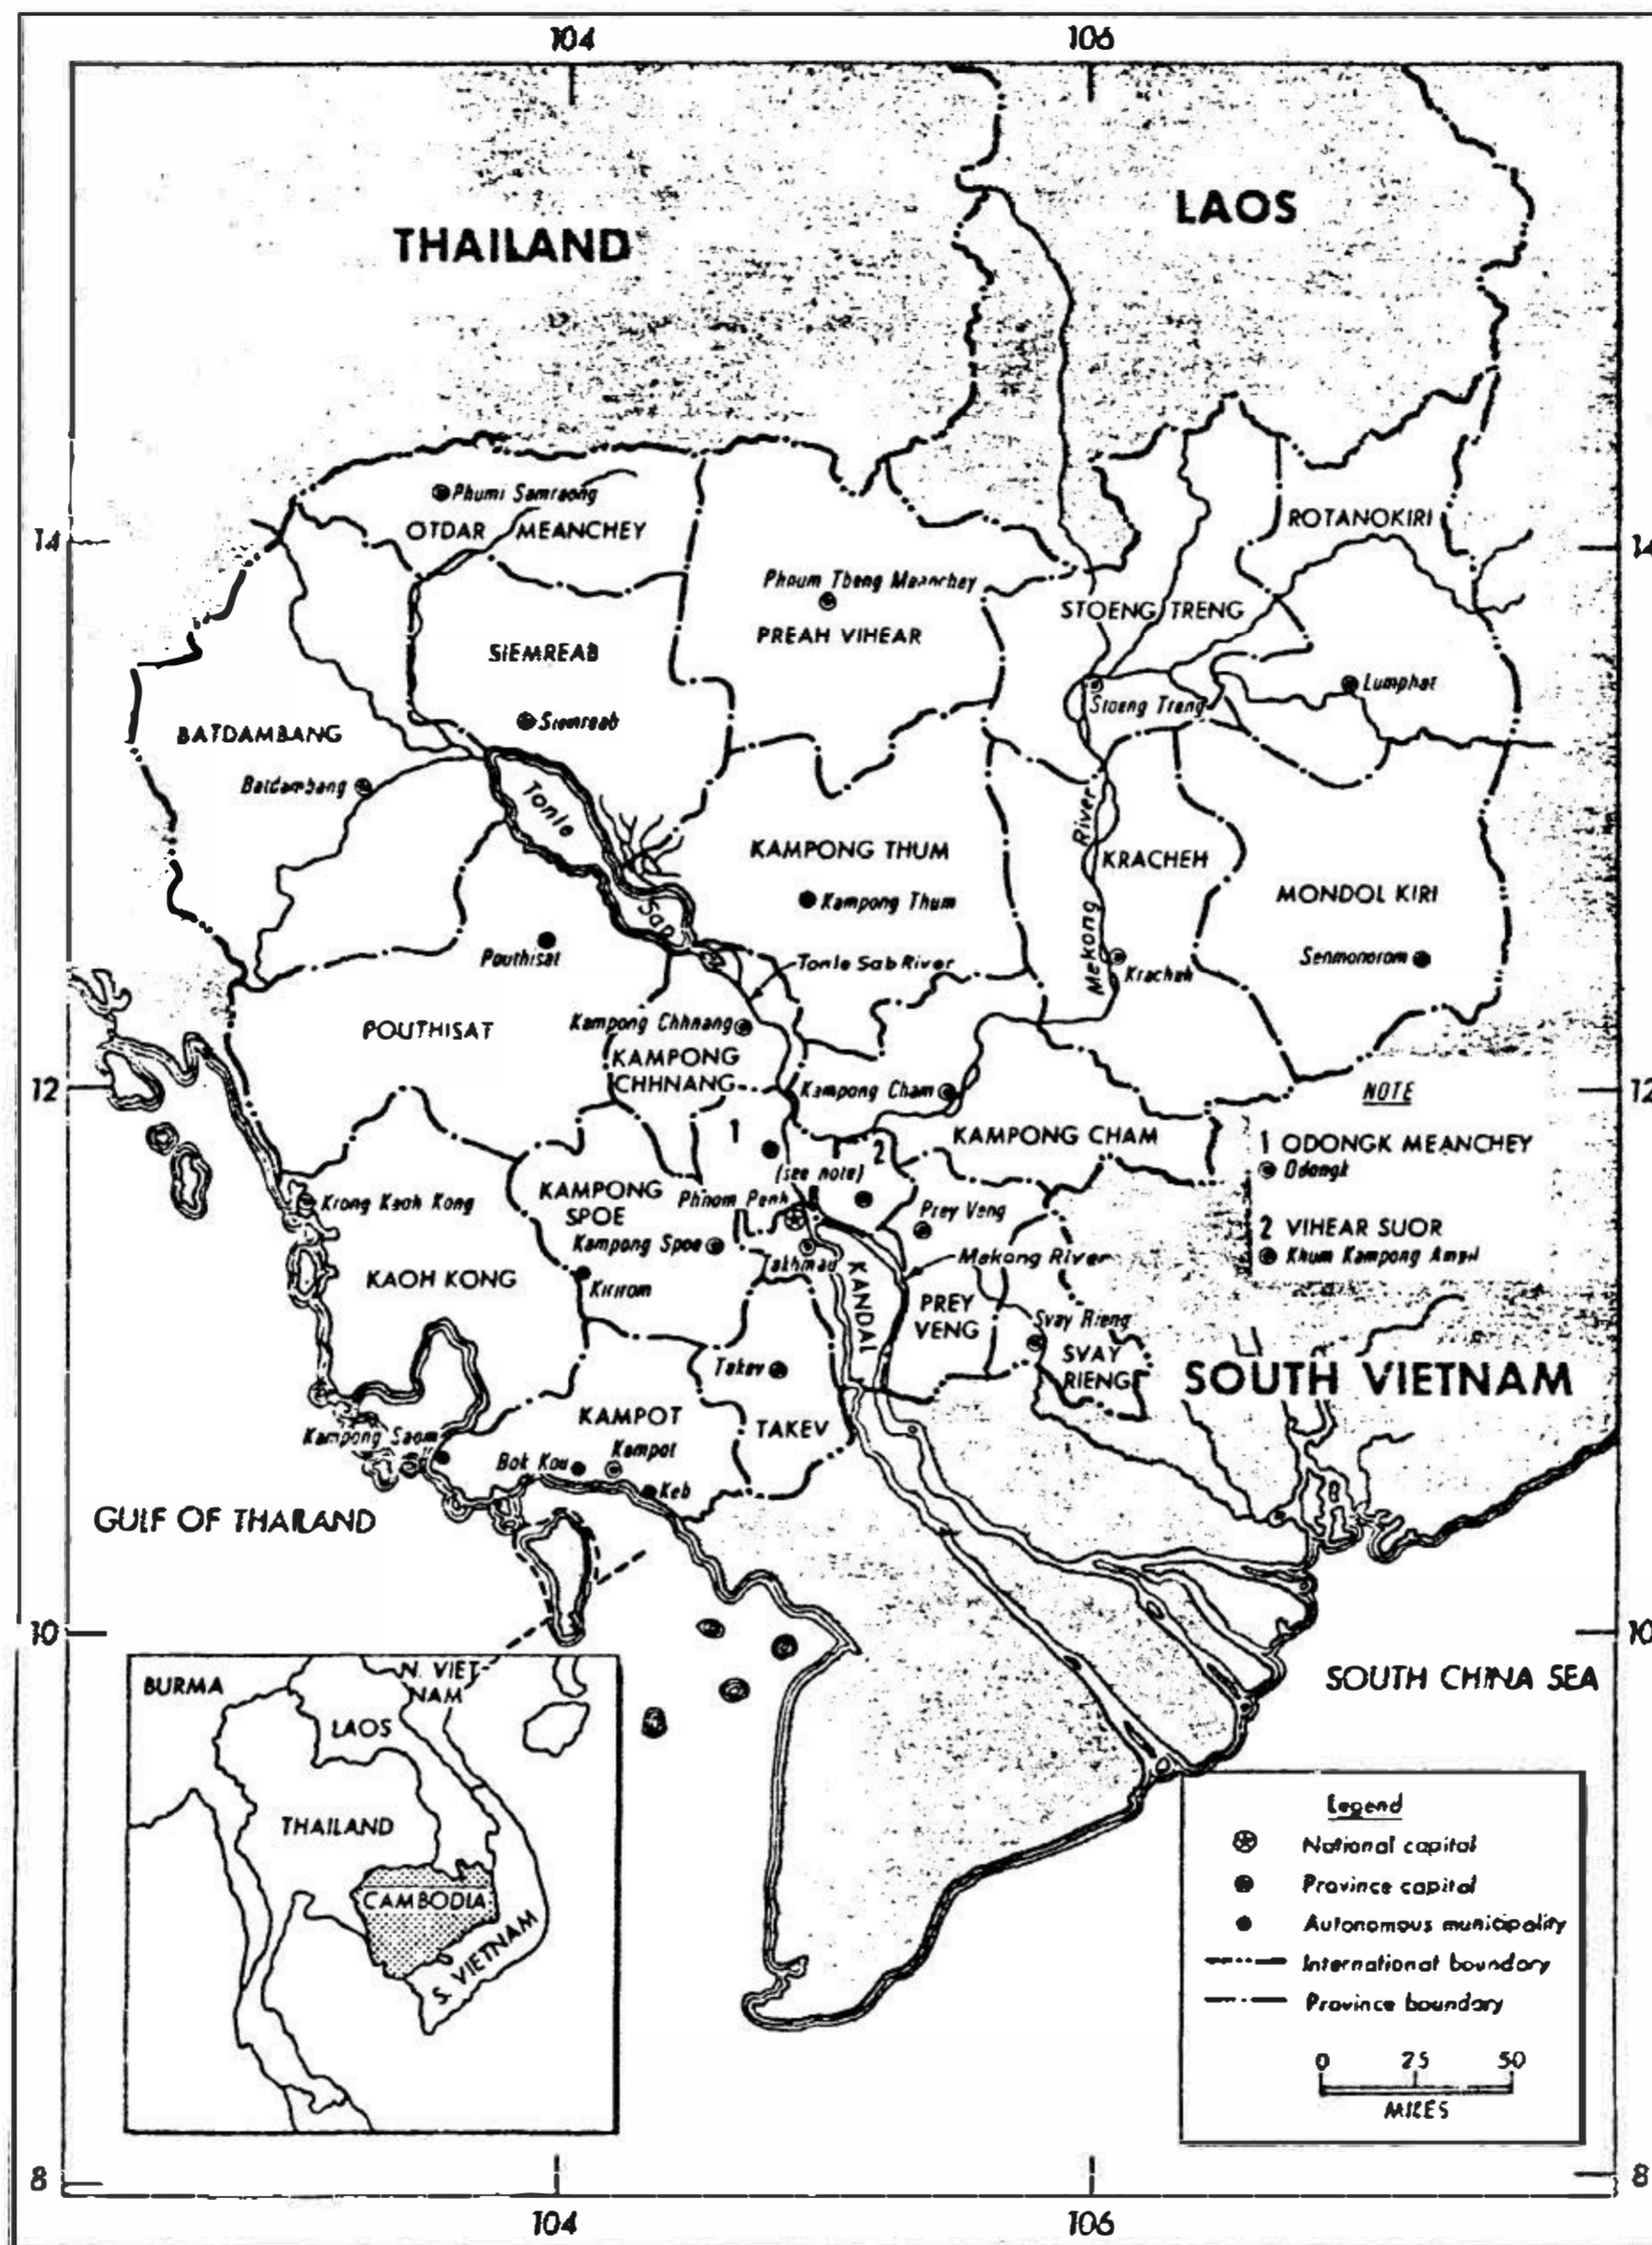 104
106
THAILAND
LAOS
Phumi Samraong
OTDAR MEANCHEY
ROTANOKIRI
14
14
Phnum Tbeng Meanchey
PREAH VIHEAR
STOENG TRENG
SIEMREAB
Siemreab
Lumphat
Stoeng Treng
BATDAMBANG
Batdambang
Tonle
Sap
River
KAMPONG THUM
Kampong Thum
KRACHEH
MONDOL KIRI
Mekong
Kracheh
Senmonorom
Pouthisat
Tonle Sab River
POUTHISAT
Kampong Chhnang
KAMPONG
CHHNANG
12
12
Kampong Cham
KAMPONG CHAM
NOTE
1 ODONGK MEANCHEY
Odongk
2 VIHEAR SUOR
Khum Kampong Ampil
1
2
(see note)
KAMPONG
SPOE
Phnom Penh
Prey Veng
Krong Kaoh Kong
Kampong Spoe
Takhmau
Mekong River
KAOH KONG
Kirirom
KANDAL
PREY
VENG
Svay Rieng
SVAY
RIENG
Takev
SOUTH VIETNAM
KAMPOT
TAKEV
Kampong Saom
Bok Kou
Kampot
Keb
GULF OF THAILAND
10
10
SOUTH CHINA SEA
BURMA
N. VIET-
NAM
LAOS
THAILAND
CAMBODIA
S. VIETNAM
Legend
National capital
Province capital
Autonomous municipality
International boundary
Province boundary
0 25 50
MILES
8
8
104
106